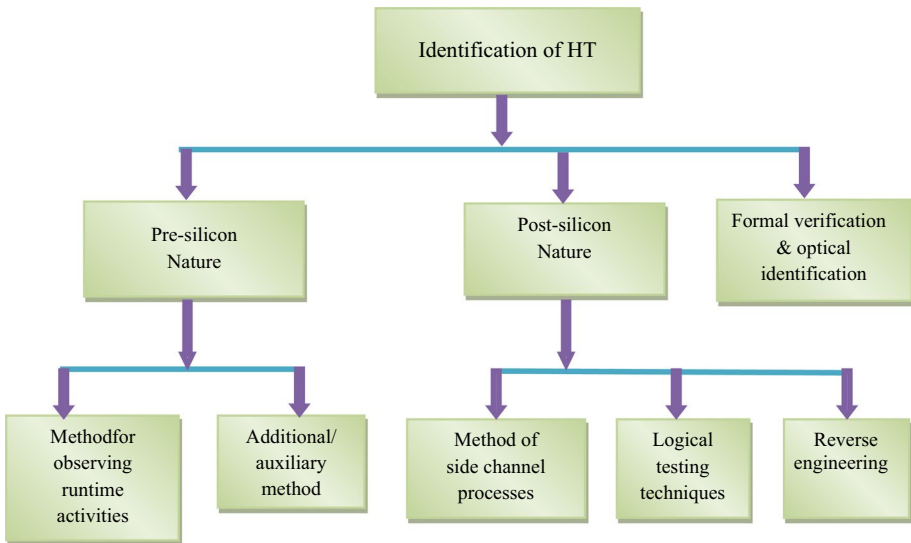 Identification of HT
Pre-silicon
Nature
Post-silicon
Nature
Formal verification
& optical
identification
Methodfor
observing
runtime
activities
Additional/
auxiliary
method
Method of
side channel
processes
Logical
testing
techniques
Reverse
engineering